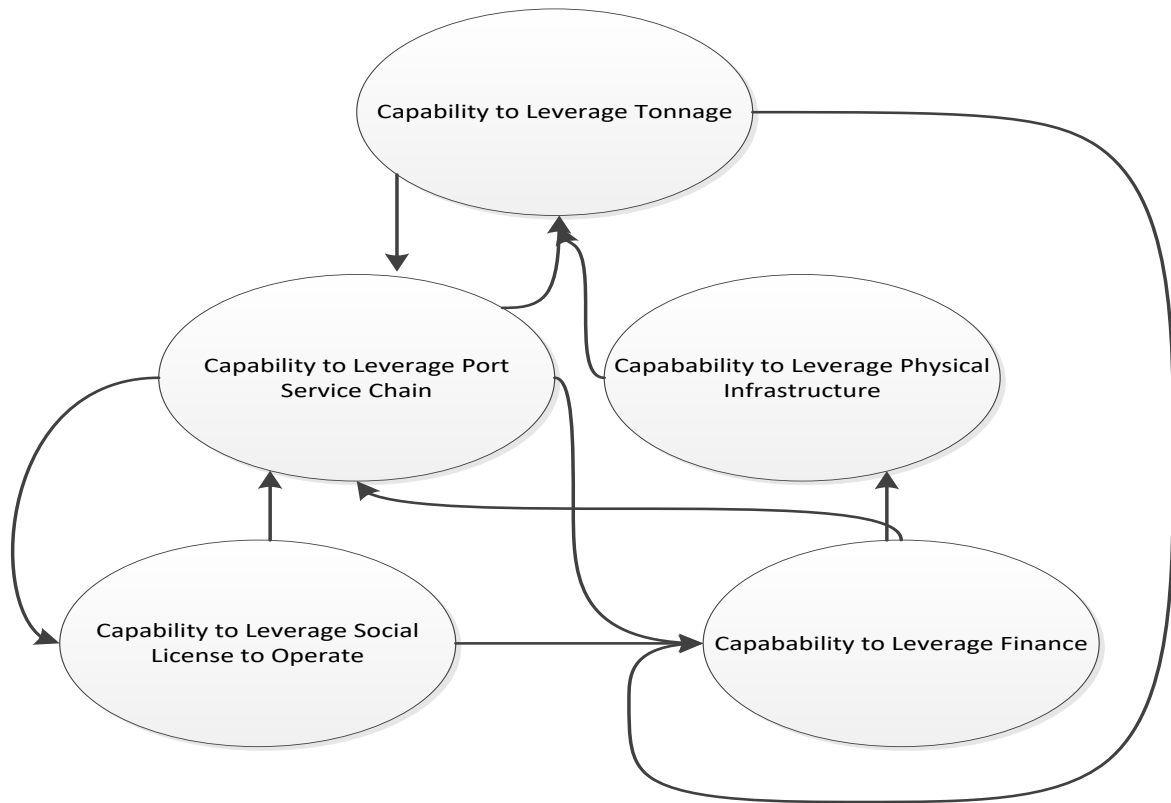 Capability to Leverage Tonnage
Capability to Leverage Port
Service Chain
Capabability to Leverage Physical
Infrastructure
Capability to Leverage Social
License to Operate
Capabability to Leverage Finance